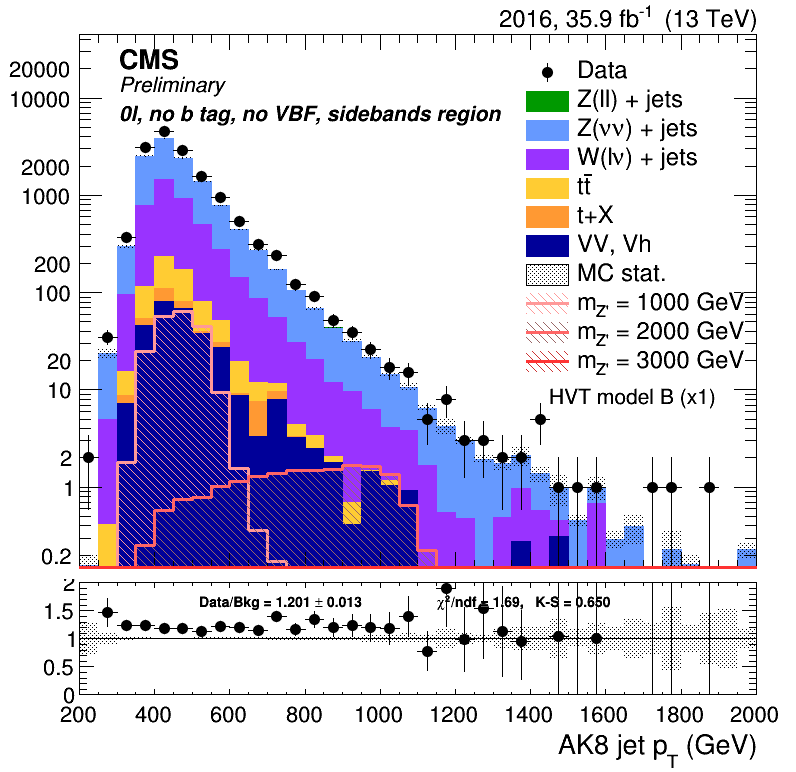 2016, 35.9 fb⁻¹ (13 TeV)
CMS
Preliminary
0l, no b tag, no VBF, sidebands region
Data
Z(ll) + jets
Z(νν) + jets
W(lν) + jets
tt̄
t+X
VV, Vh
MC stat.
m_Z' = 1000 GeV
m_Z' = 2000 GeV
m_Z' = 3000 GeV
HVT model B (x1)
20000
10000
2000
1000
200
100
20
10
2
1
0.2
2
1.5
1
0.5
0
Data/Bkg = 1.201 ± 0.013 χ²/ndf = 1.69, K-S = 0.650
200 400 600 800 1000 1200 1400 1600 1800 2000
AK8 jet p_T (GeV)